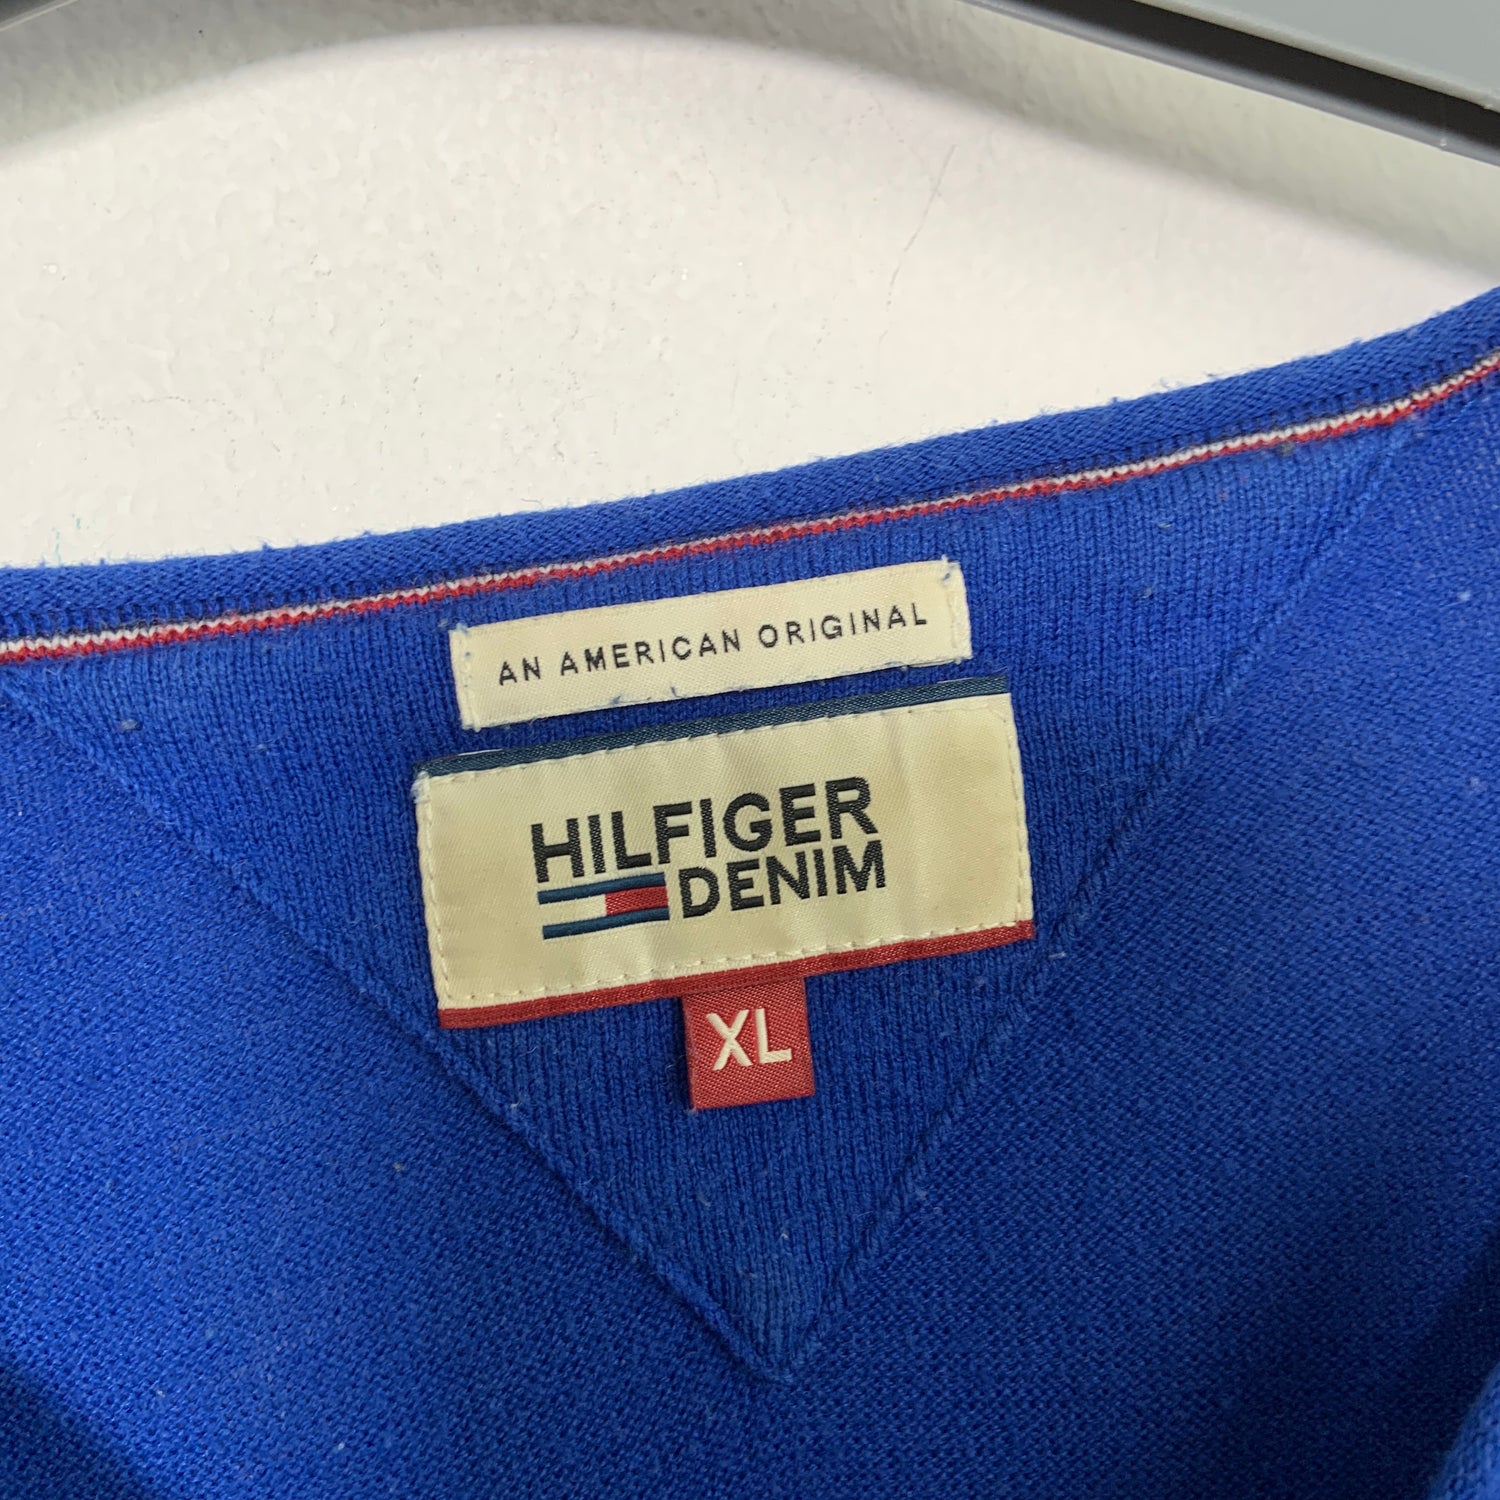 AN AMERICAN ORIGINAL
HILFIGER
DENIM
XL